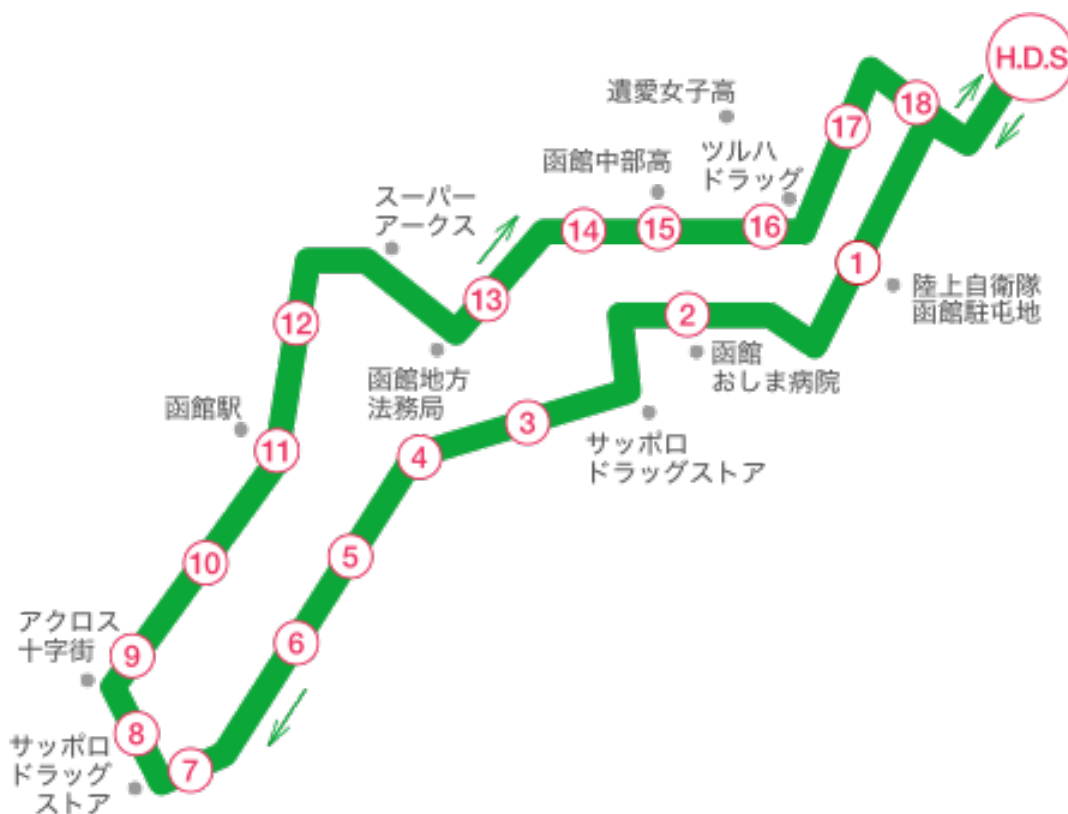 H.D.S
18
遺愛女子高
17
ツルハ
ドラッグ
函館中部高
スーパー
アークス
14
15
16
1
陸上自衛隊
函館駐屯地
13
12
2
函館
おしま病院
函館地方
法務局
函館駅
11
3
4
サッポロ
ドラッグストア
5
10
アクロス
十字街
9
6
8
サッポロ
ドラッグ
ストア
7